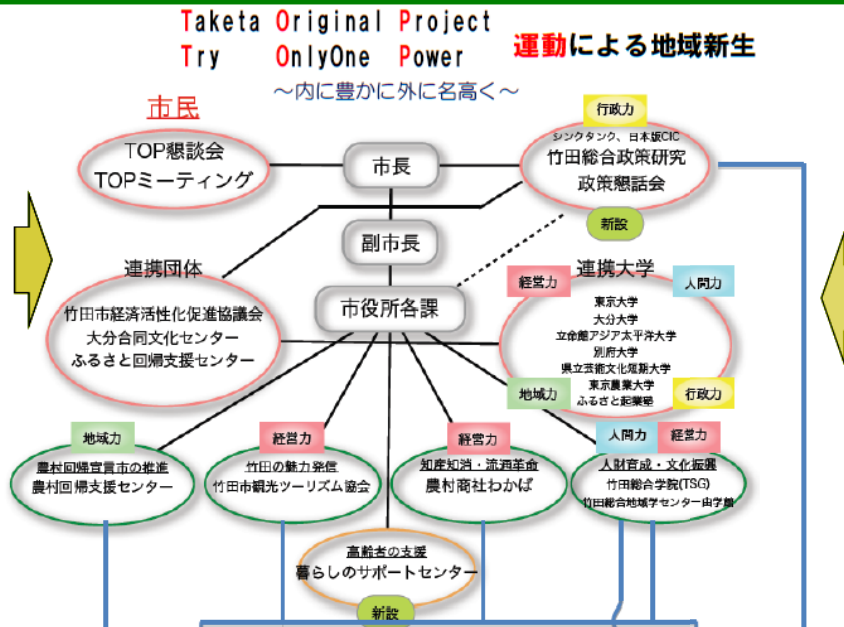 Taketa Original Project
Try OnlyOne Power
運動による地域新生
～内に豊かに外に名高く～
市民
TOP懇談会
TOPミーティング
市長
行政力
シンクタンク、日本版CIC
竹田総合政策研究
政策懇話会
新設
副市長
連携団体
竹田市経済活性化促進協議会
大分合同文化センター
ふるさと回帰支援センター
市役所各課
経営力
連携大学
人間力
東京大学
大分大学
立命館アジア太平洋大学
別府大学
県立芸術文化短期大学
東京農業大学
ふるさと起業塾
地域力
行政力
地域力
農村回帰宣言市の推進
農村回帰支援センター
経営力
竹田の魅力発信
竹田市観光ツーリズム協会
経営力
知産知消・流通革命
農村商社わかば
人間力
経営力
人財育成・文化振興
竹田総合学院(TSG)
竹田総合地域学センター由学館
高齢者の支援
暮らしのサポートセンター
新設